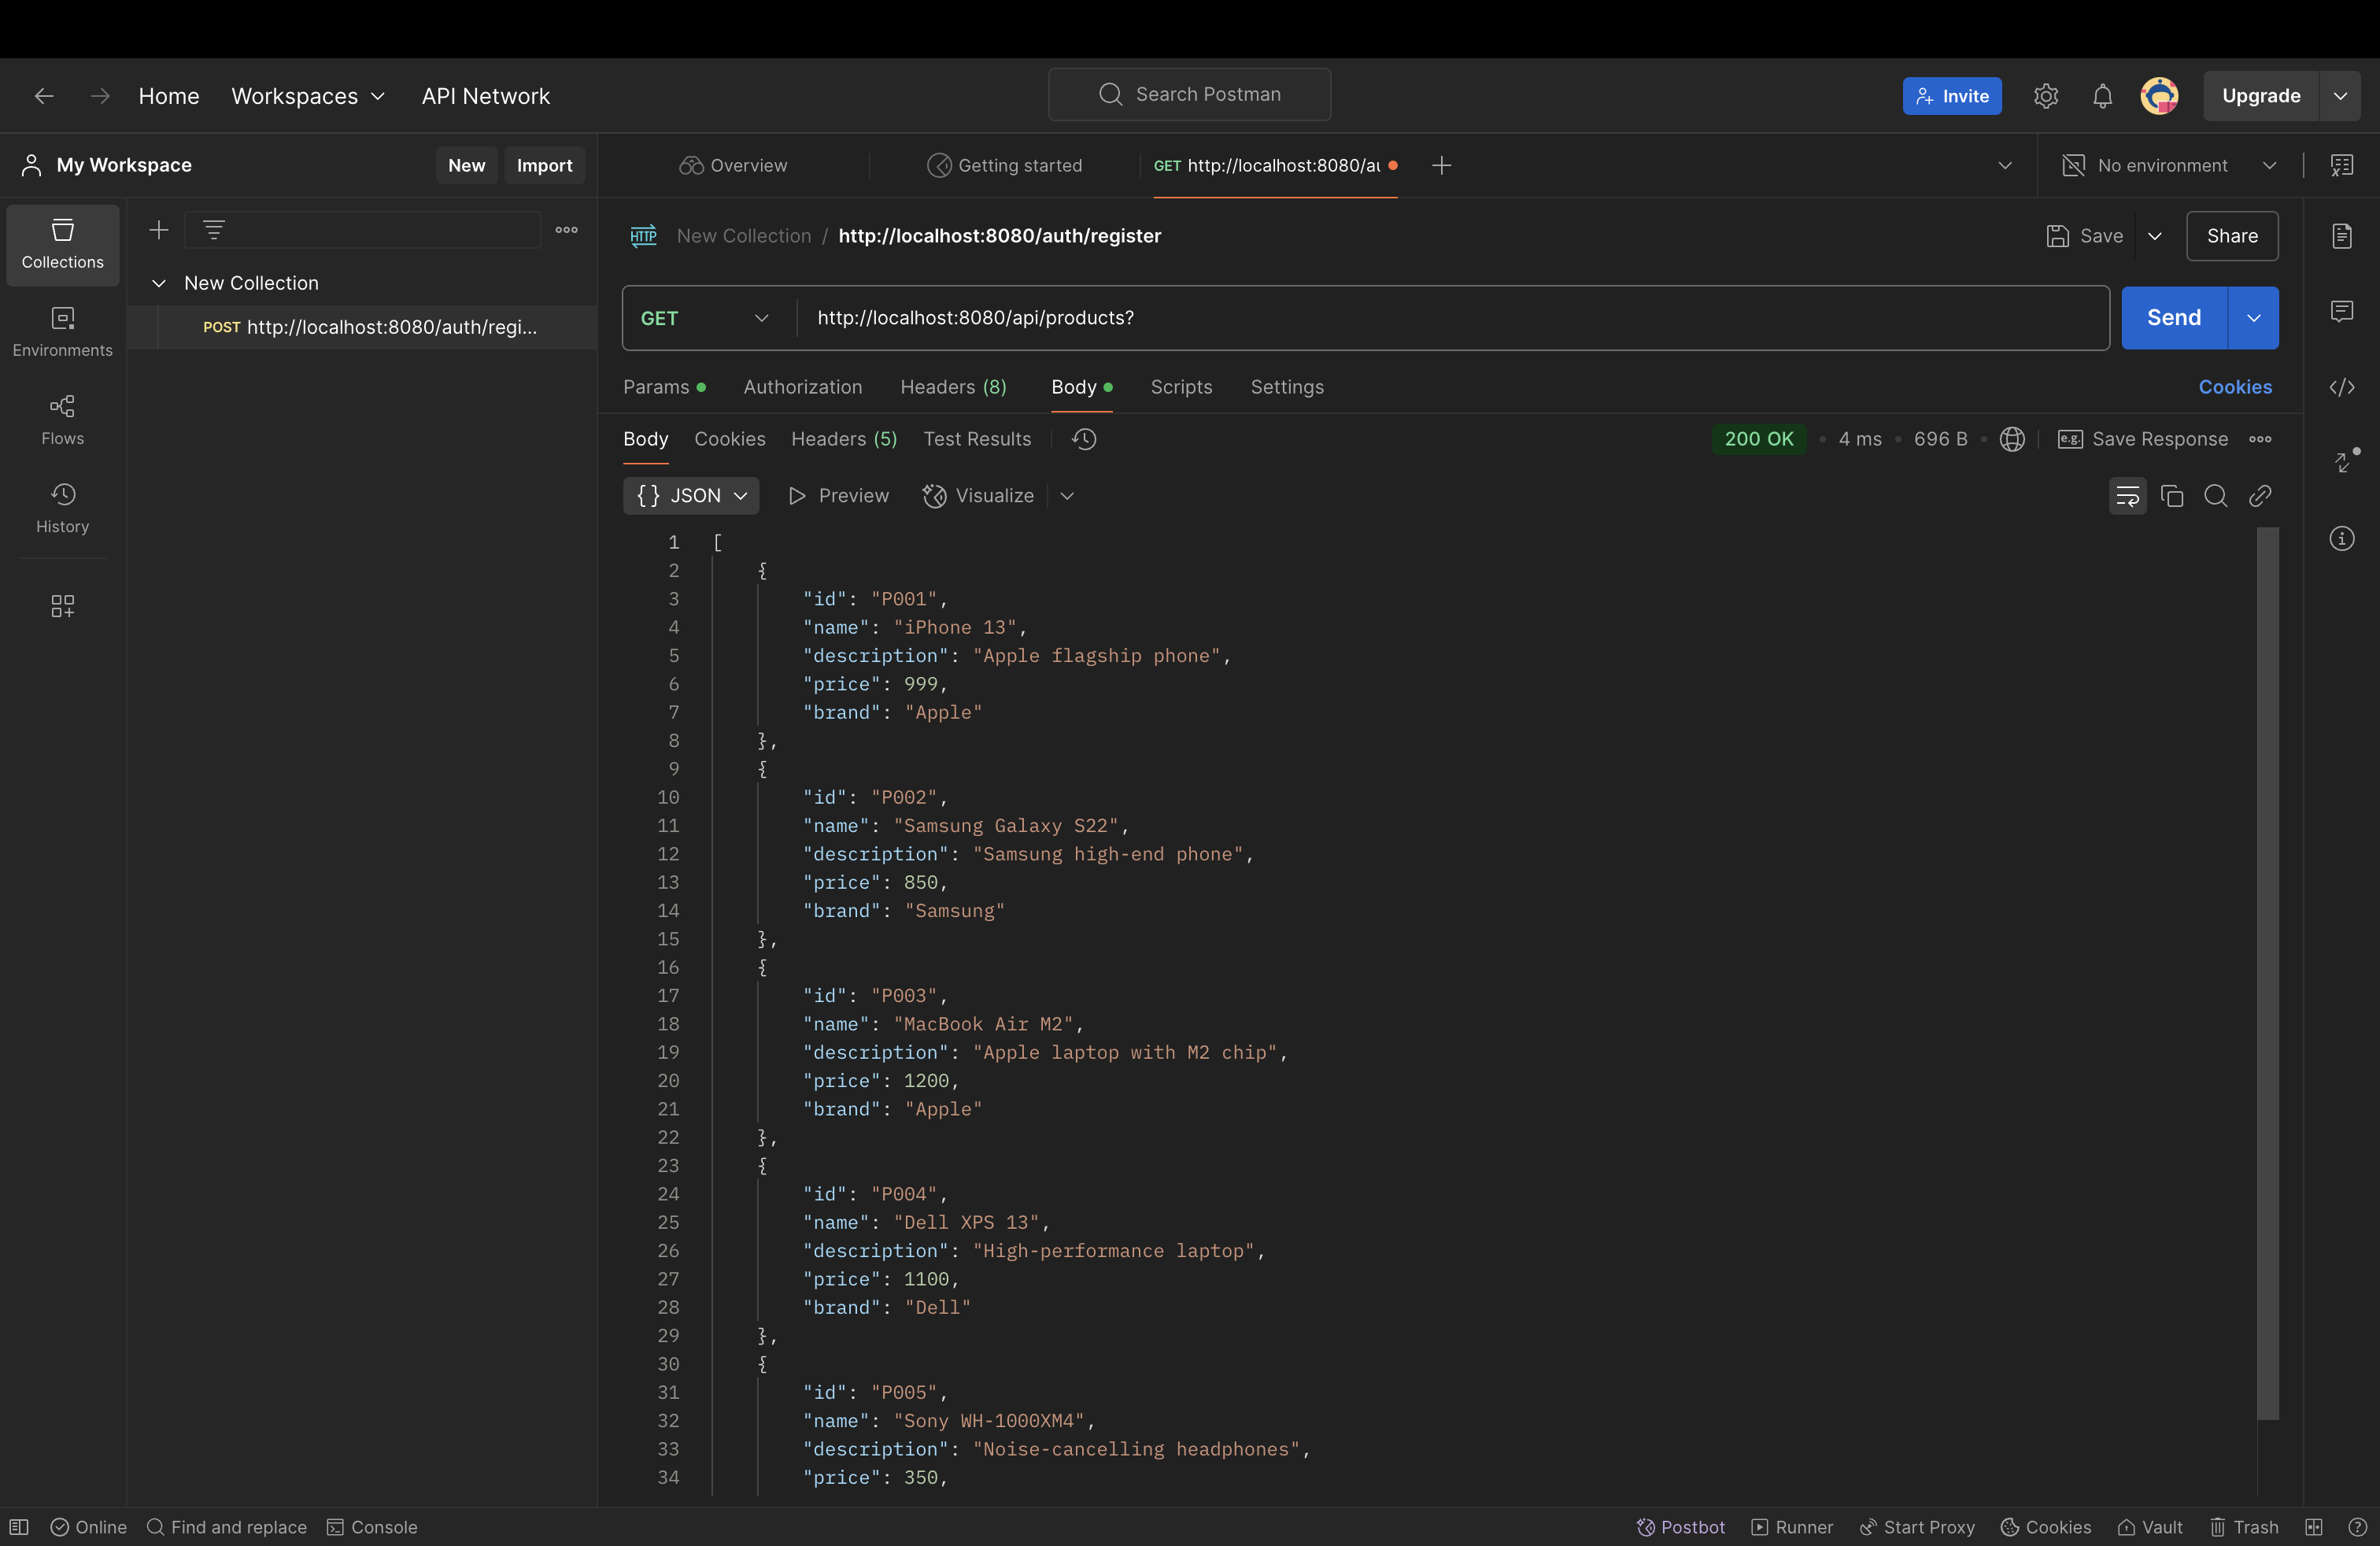 Home Workspaces API Network Search Postman Invite Upgrade
My Workspace New Import Overview Getting started GET http://localhost:8080/au No environment
Collections
Environments
Flows
History
New Collection
POST http://localhost:8080/auth/regi...
HTTP New Collection / http://localhost:8080/auth/register Save Share
GET http://localhost:8080/api/products? Send
Params Authorization Headers (8) Body Scripts Settings Cookies
Body Cookies Headers (5) Test Results 200 OK 4 ms 696 B e.g. Save Response
{} JSON Preview Visualize
1 [
2 {
3 "id": "P001",
4 "name": "iPhone 13",
5 "description": "Apple flagship phone",
6 "price": 999,
7 "brand": "Apple"
8 },
9 {
10 "id": "P002",
11 "name": "Samsung Galaxy S22",
12 "description": "Samsung high-end phone",
13 "price": 850,
14 "brand": "Samsung"
15 },
16 {
17 "id": "P003",
18 "name": "MacBook Air M2",
19 "description": "Apple laptop with M2 chip",
20 "price": 1200,
21 "brand": "Apple"
22 },
23 {
24 "id": "P004",
25 "name": "Dell XPS 13",
26 "description": "High-performance laptop",
27 "price": 1100,
28 "brand": "Dell"
29 },
30 {
31 "id": "P005",
32 "name": "Sony WH-1000XM4",
33 "description": "Noise-cancelling headphones",
34 "price": 350,
Online Find and replace Console Postbot Runner Start Proxy Cookies Vault Trash